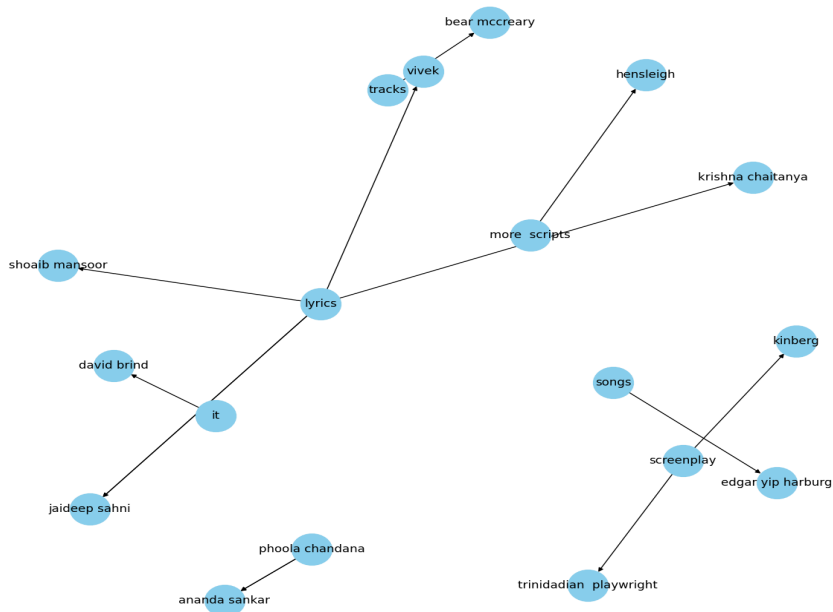 bear mccreary
vivek
hensleigh
tracks
krishna chaitanya
more  scripts
shoaib mansoor
lyrics
kinberg
david brind
songs
it
screenplay
edgar yip harburg
jaideep sahni
phoola chandana
trinidadian  playwright
ananda sankar